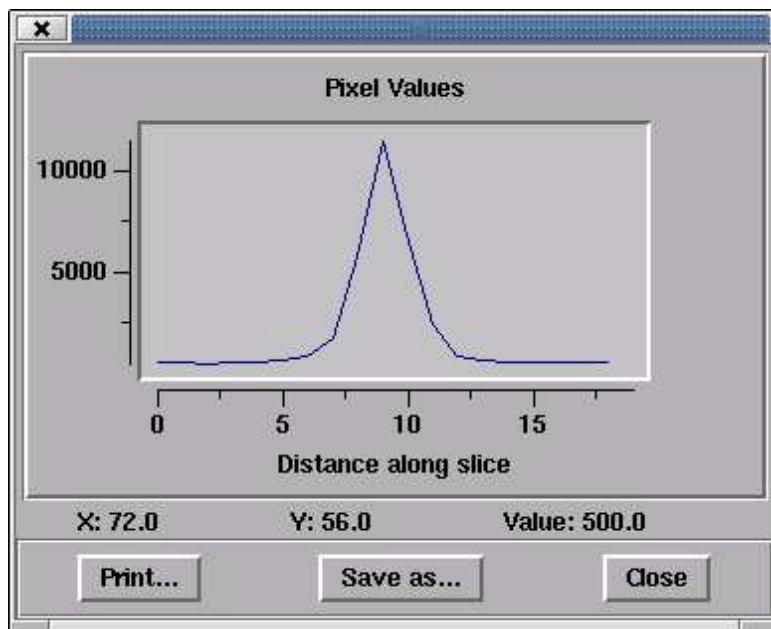 Pixel Values
10000
5000
0 5 10 15
Distance along slice
X: 72.0 Y: 56.0 Value: 500.0
Print... Save as... Close